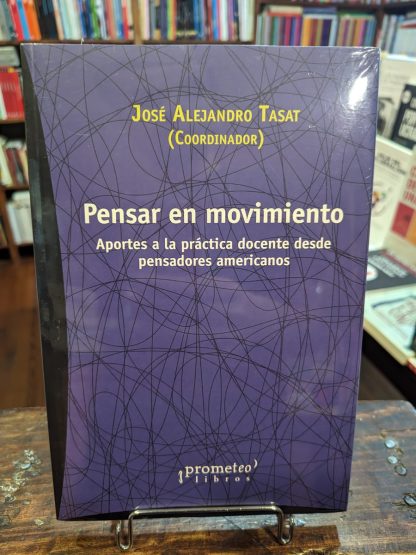 JOSÉ ALEJANDRO TASAT
(COORDINADOR)
Pensar en movimiento
Aportes a la práctica docente desde
pensadores americanos
prometeo
libros